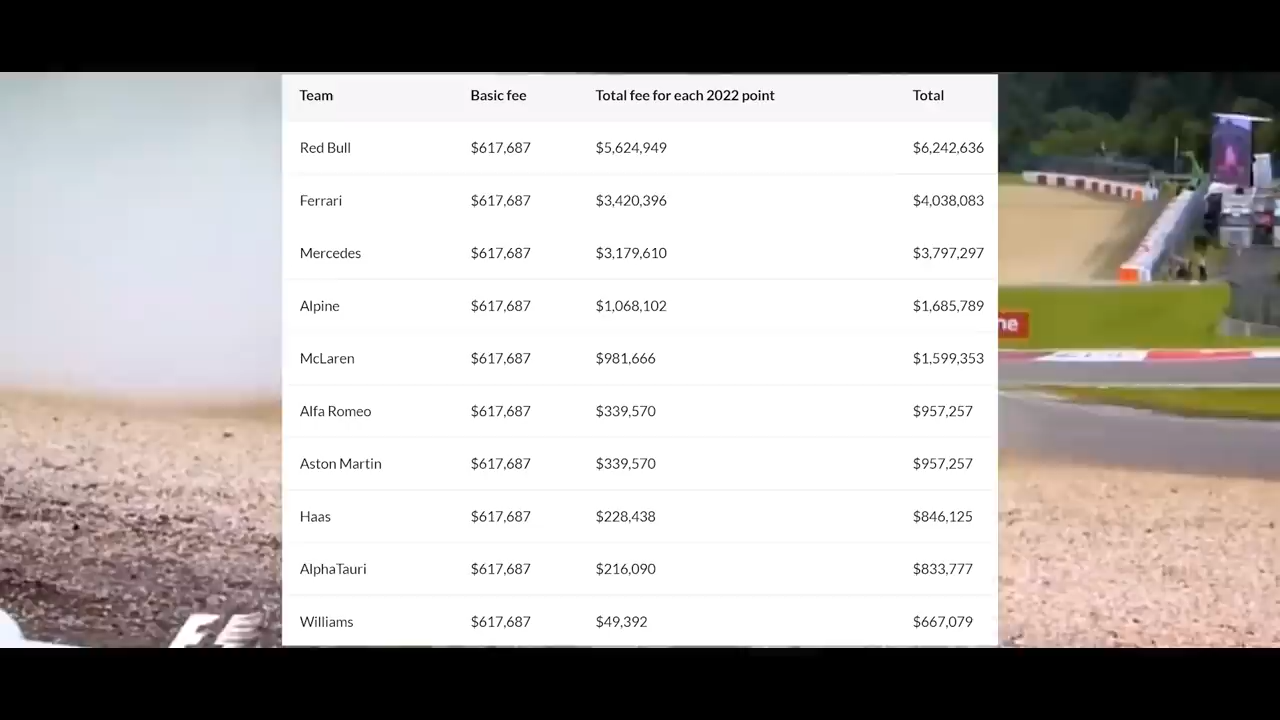 Team Basic fee Total fee for each 2022 point Total
Red Bull $617,687 $5,624,949 $6,242,636
Ferrari $617,687 $3,420,396 $4,038,083
Mercedes $617,687 $3,179,610 $3,797,297
Alpine $617,687 $1,068,102 $1,685,789
McLaren $617,687 $981,666 $1,599,353
Alfa Romeo $617,687 $339,570 $957,257
Aston Martin $617,687 $339,570 $957,257
Haas $617,687 $228,438 $846,125
AlphaTauri $617,687 $216,090 $833,777
Williams $617,687 $49,392 $667,079
ne